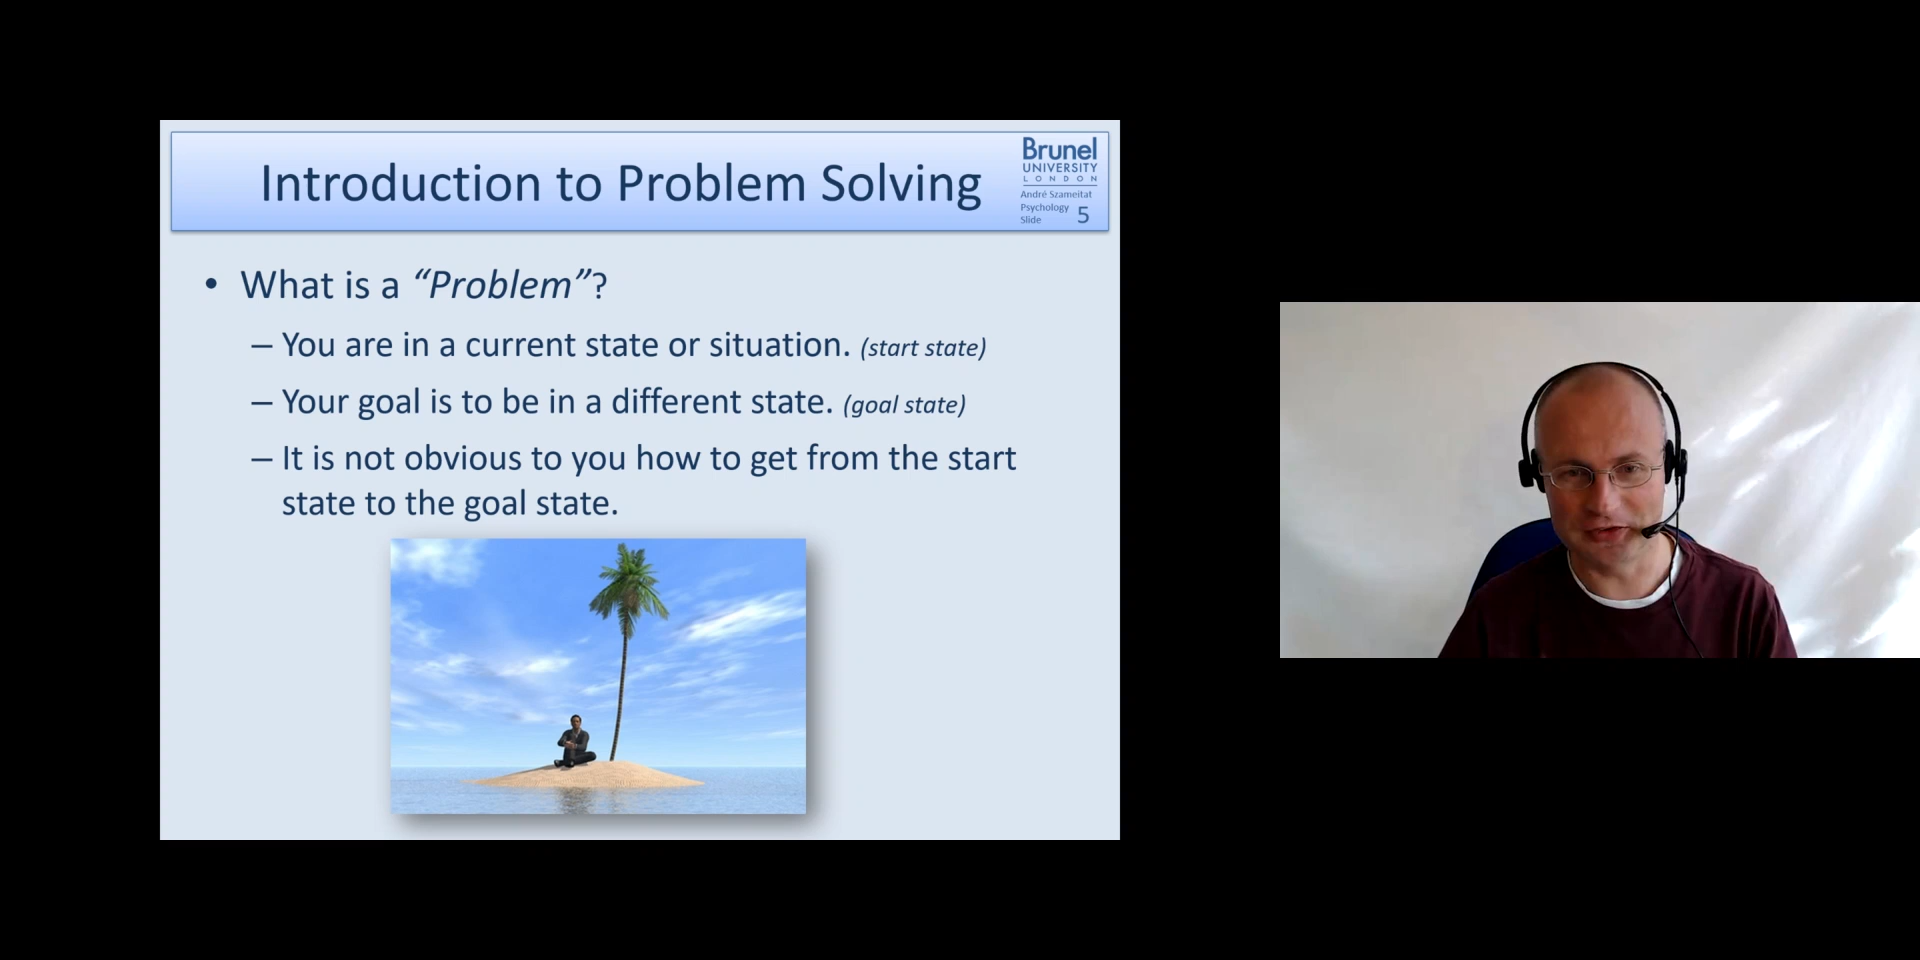 Introduction to Problem Solving
Brunel
UNIVERSITY
LONDON
André Szameitat
Psychology
Slide 5
• What is a “Problem”?
– You are in a current state or situation. (start state)
– Your goal is to be in a different state. (goal state)
– It is not obvious to you how to get from the start
state to the goal state.